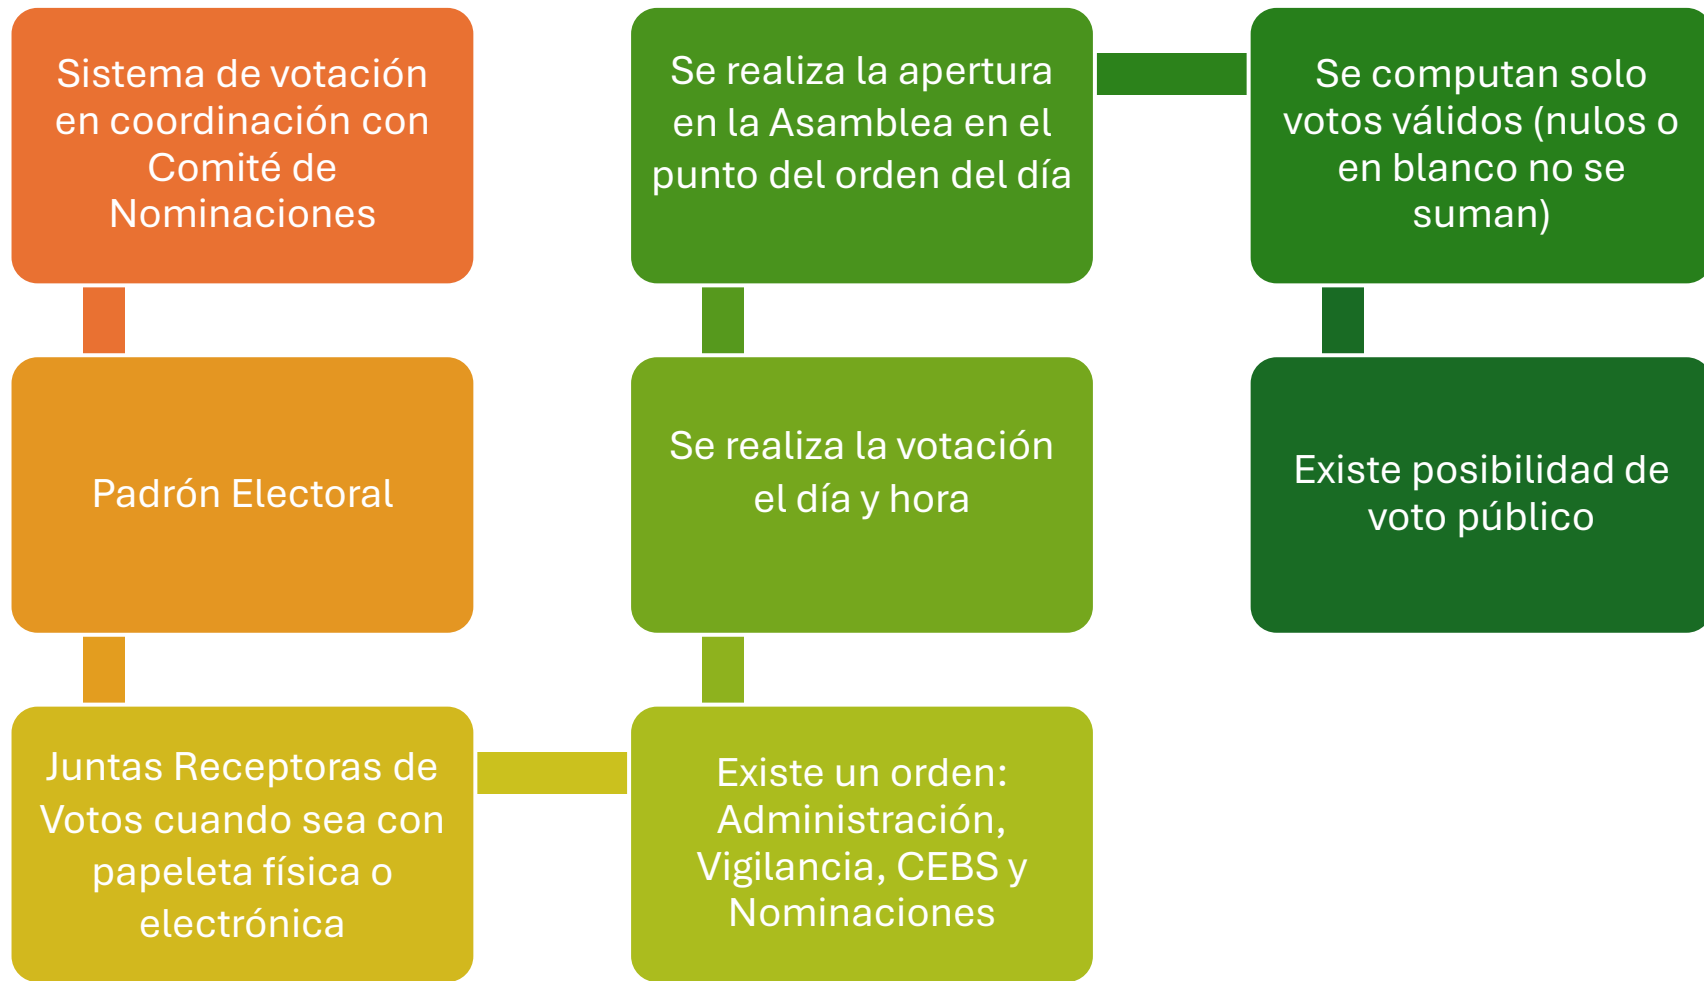 Sistema de votación
en coordinación con
Comité de
Nominaciones
Padrón Electoral
Juntas Receptoras de
Votos cuando sea con
papeleta física o
electrónica
Existe un orden:
Administración,
Vigilancia, CEBS y
Nominaciones
Se realiza la votación
el día y hora
Se realiza la apertura
en la Asamblea en el
punto del orden del día
Se computan solo
votos válidos (nulos o
en blanco no se
suman)
Existe posibilidad de
voto público